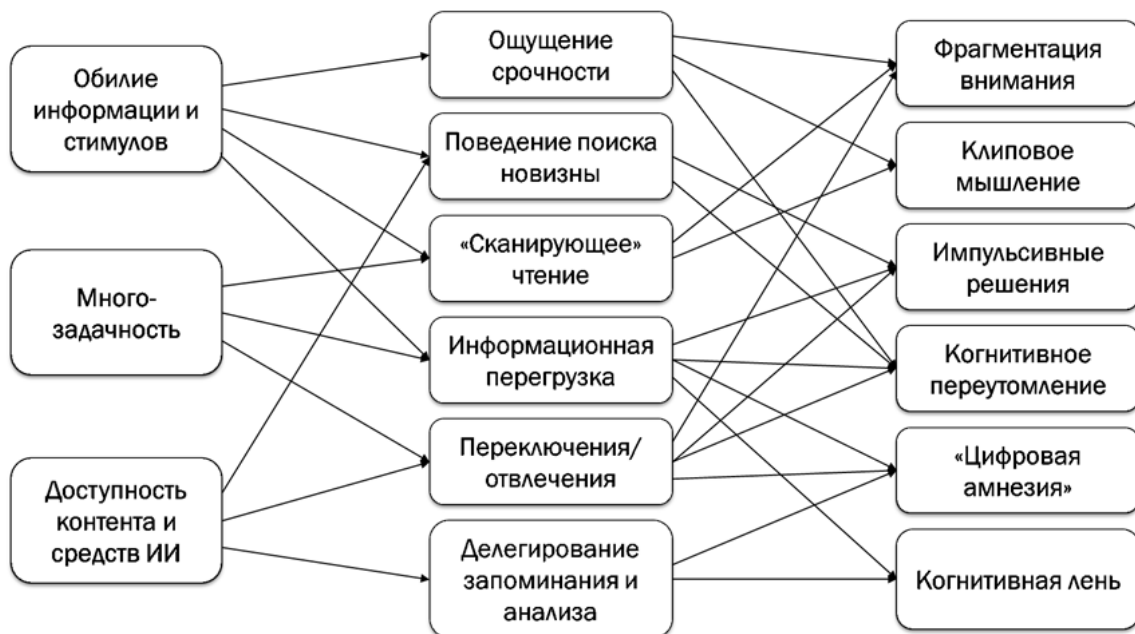 Обилие
информации и
стимулов
Много-
задачность
Доступность
контента и
средств ИИ
Ощущение
срочности
Поведение поиска
новизны
«Сканирующее»
чтение
Информационная
перегрузка
Переключения/
отвлечения
Делегирование
запоминания и
анализа
Фрагментация
внимания
Клиповое
мышление
Импульсивные
решения
Когнитивное
переутомление
«Цифровая
амнезия»
Когнитивная лень